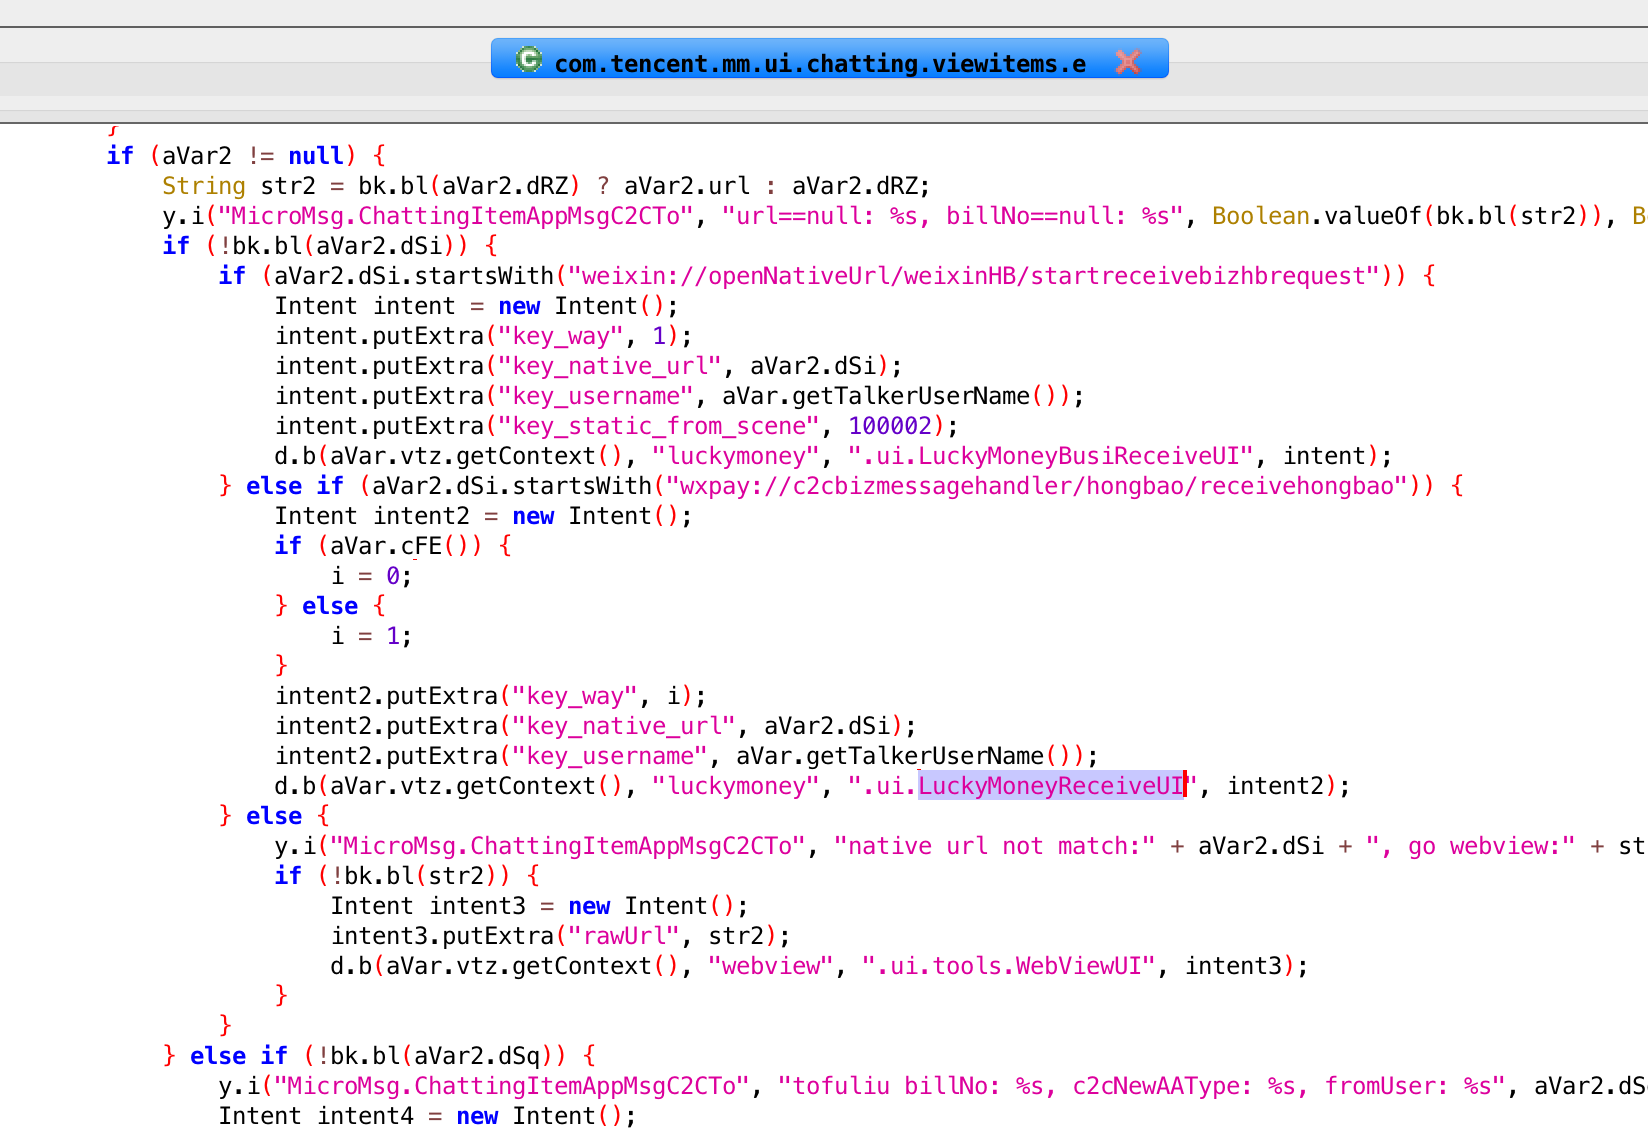 com.tencent.mm.ui.chatting.viewitems.e
}
if (aVar2 != null) {
String str2 = bk.bl(aVar2.dRZ) ? aVar2.url : aVar2.dRZ;
y.i("MicroMsg.ChattingItemAppMsgC2CTo", "url==null: %s, billNo==null: %s", Boolean.valueOf(bk.bl(str2)), B
if (!bk.bl(aVar2.dSi)) {
if (aVar2.dSi.startsWith("weixin://openNativeUrl/weixinHB/startreceivebizhbrequest")) {
Intent intent = new Intent();
intent.putExtra("key_way", 1);
intent.putExtra("key_native_url", aVar2.dSi);
intent.putExtra("key_username", aVar.getTalkerUserName());
intent.putExtra("key_static_from_scene", 100002);
d.b(aVar.vtz.getContext(), "luckymoney", ".ui.LuckyMoneyBusiReceiveUI", intent);
} else if (aVar2.dSi.startsWith("wxpay://c2cbizmessagehandler/hongbao/receivehongbao")) {
Intent intent2 = new Intent();
if (aVar.cFE()) {
i = 0;
} else {
i = 1;
}
intent2.putExtra("key_way", i);
intent2.putExtra("key_native_url", aVar2.dSi);
intent2.putExtra("key_username", aVar.getTalkerUserName());
d.b(aVar.vtz.getContext(), "luckymoney", ".ui.LuckyMoneyReceiveUI", intent2);
} else {
y.i("MicroMsg.ChattingItemAppMsgC2CTo", "native url not match:" + aVar2.dSi + ", go webview:" + st
if (!bk.bl(str2)) {
Intent intent3 = new Intent();
intent3.putExtra("rawUrl", str2);
d.b(aVar.vtz.getContext(), "webview", ".ui.tools.WebViewUI", intent3);
}
}
} else if (!bk.bl(aVar2.dSq)) {
y.i("MicroMsg.ChattingItemAppMsgC2CTo", "tofuliu billNo: %s, c2cNewAAType: %s, fromUser: %s", aVar2.dS
Intent intent4 = new Intent();